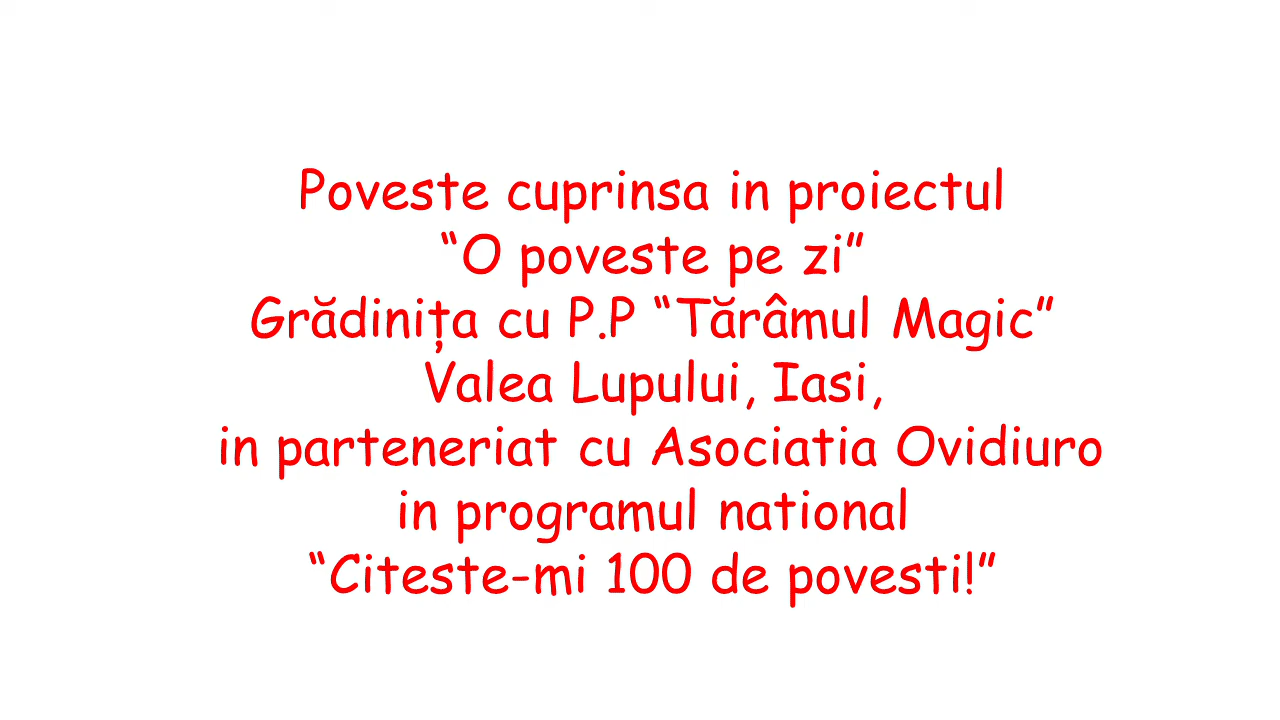 Poveste cuprinsa in proiectul
“O poveste pe zi”
Grădinița cu P.P “Tărâmul Magic”
Valea Lupului, Iasi,
in parteneriat cu Asociatia Ovidiuro
in programul national
“Citeste-mi 100 de povesti!”